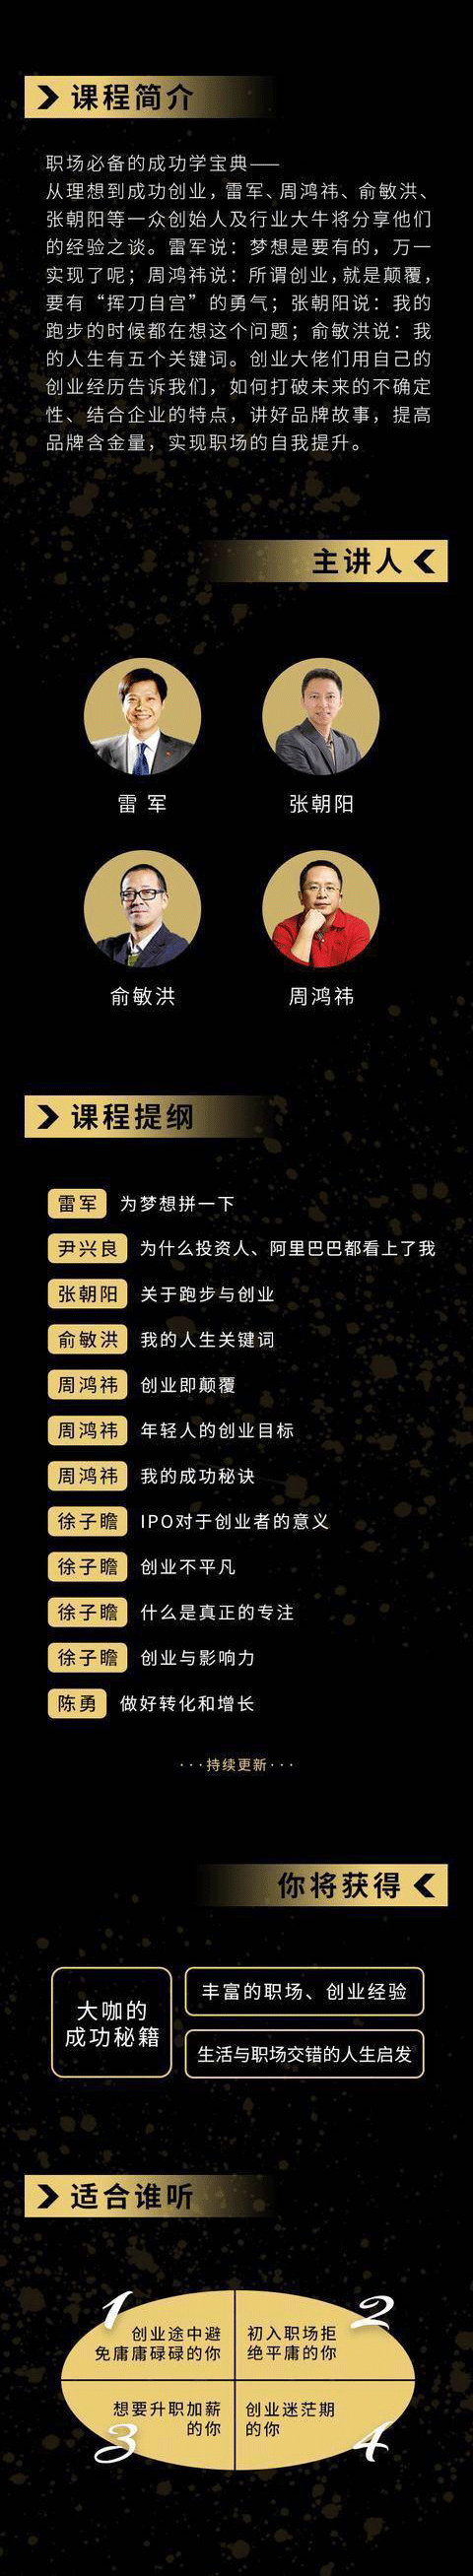 课程简介
职场必备的成功学宝典——
从理想到成功创业，雷军、周鸿祎、俞敏洪、
张朝阳等一众创始人及行业大牛将分享他们
的经验之谈。雷军说：梦想是要有的，万一
实现了呢；周鸿祎说：所谓创业，就是颠覆，
要有“挥刀自宫”的勇气；张朝阳说：我的
跑步的时候都在想这个问题；俞敏洪说：我
的人生有五个关键词。创业大佬们用自己的
创业经历告诉我们，如何打破未来的不确定
性、结合企业的特点，讲好品牌故事，提高
品牌含金量，实现职场的自我提升。
主讲人
雷 军
张朝阳
俞敏洪
周鸿祎
课程提纲
雷军 为梦想拼一下
尹兴良 为什么投资人、阿里巴巴都看上了我
张朝阳 关于跑步与创业
俞敏洪 我的人生关键词
周鸿祎 创业即颠覆
周鸿祎 年轻人的创业目标
周鸿祎 我的成功秘诀
徐子瞻 IPO对于创业者的意义
徐子瞻 创业不平凡
徐子瞻 什么是真正的专注
徐子瞻 创业与影响力
陈勇 做好转化和增长
···持续更新···
你将获得
大咖的
成功秘籍
丰富的职场、创业经验
生活与职场交错的人生启发
适合谁听
1
创业途中避
免庸庸碌碌的你
2
初入职场拒
绝平庸的你
3
想要升职加薪
的你
4
创业迷茫期
的你